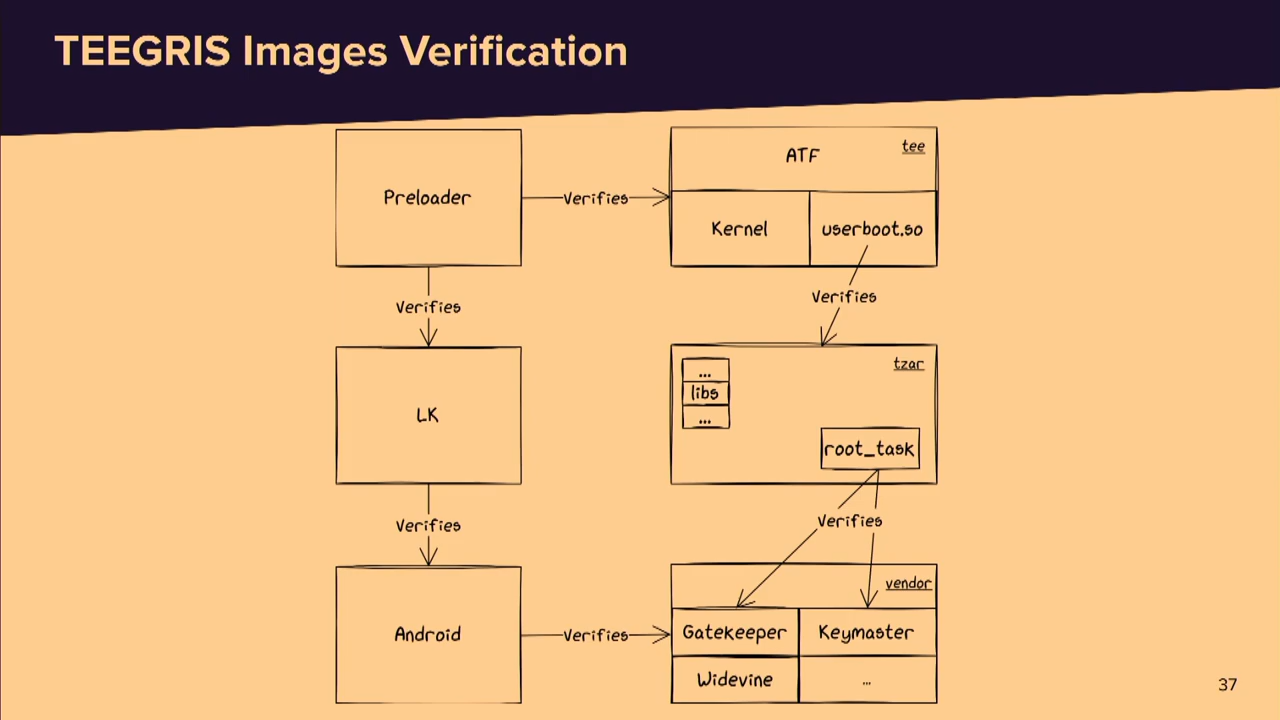 TEEGRIS Images Verification
Preloader
Verifies
ATF
tee
Kernel
userboot.so
Verifies
Verifies
LK
...
libs
...
tzar
root_task
Verifies
Verifies
Android
Verifies
vendor
Gatekeeper
Keymaster
Widevine
...
37